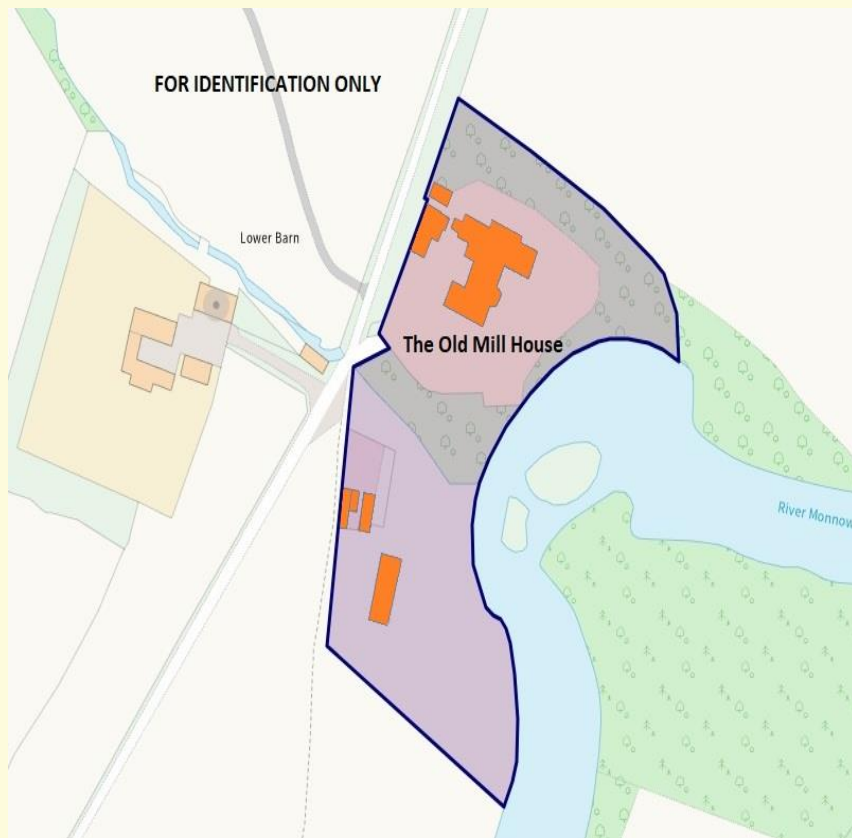 FOR IDENTIFICATION ONLY
Lower Barn
The Old Mill House
River Monnow